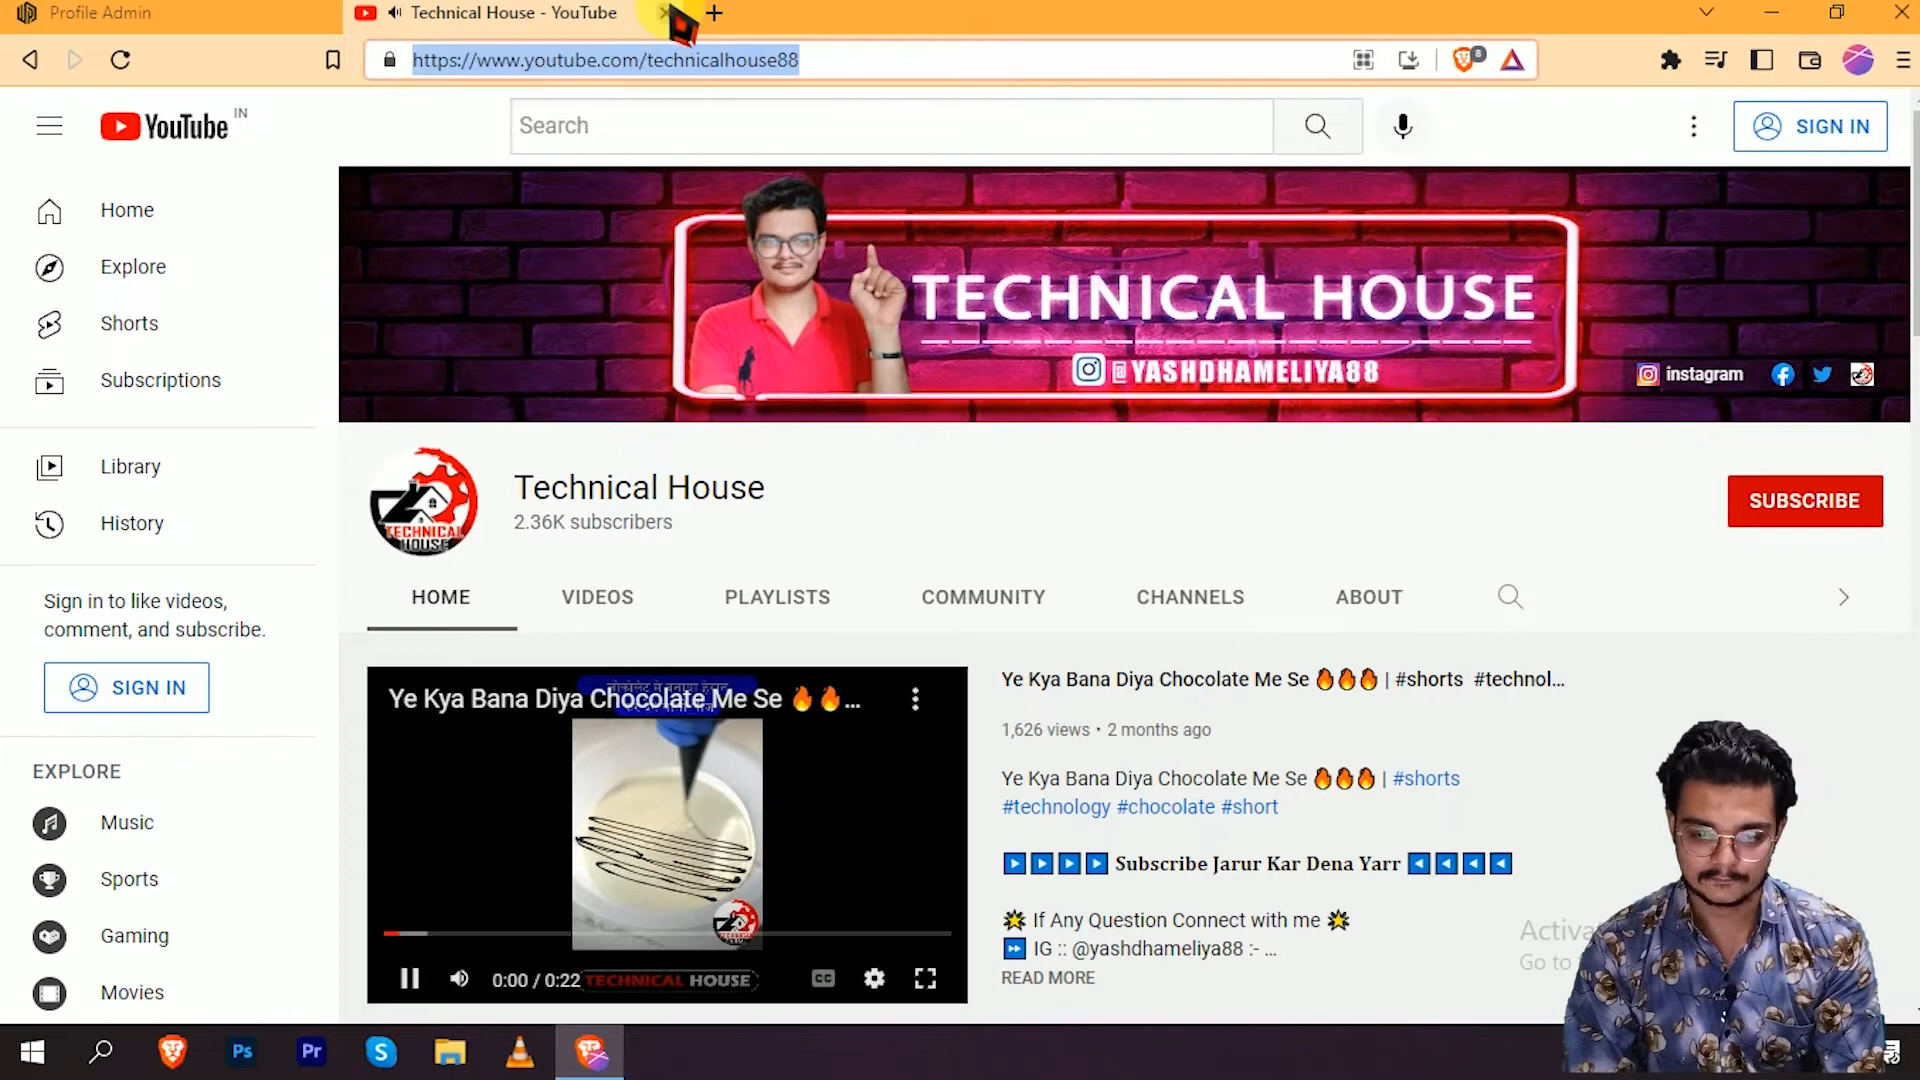 Profile Admin
Technical House - YouTube
https://www.youtube.com/technicalhouse88
8
YouTube IN
Search
SIGN IN
Home
Explore
Shorts
Subscriptions
Library
History
Sign in to like videos,
comment, and subscribe.
SIGN IN
EXPLORE
Music
Sports
Gaming
Movies
TECHNICAL HOUSE
@YASHDHAMELIYA88
instagram
TECHNICAL
HOUSE
Technical House
2.36K subscribers
SUBSCRIBE
HOME VIDEOS PLAYLISTS COMMUNITY CHANNELS ABOUT
Ye Kya Bana Diya Chocolate Me Se 🔥🔥...
0:00 / 0:22
TECHNICAL HOUSE
CC
Ye Kya Bana Diya Chocolate Me Se 🔥🔥🔥 | #shorts #technol...
1,626 views • 2 months ago
Ye Kya Bana Diya Chocolate Me Se 🔥🔥🔥 | #shorts
#technology #chocolate #short
▶️▶️▶️▶️ Subscribe Jarur Kar Dena Yarr ◀️◀️◀️◀️
🌟 If Any Question Connect with me 🌟
⏩ IG :: @yashdhameliya88 :- ...
READ MORE
Go to
Ps
Pr
S